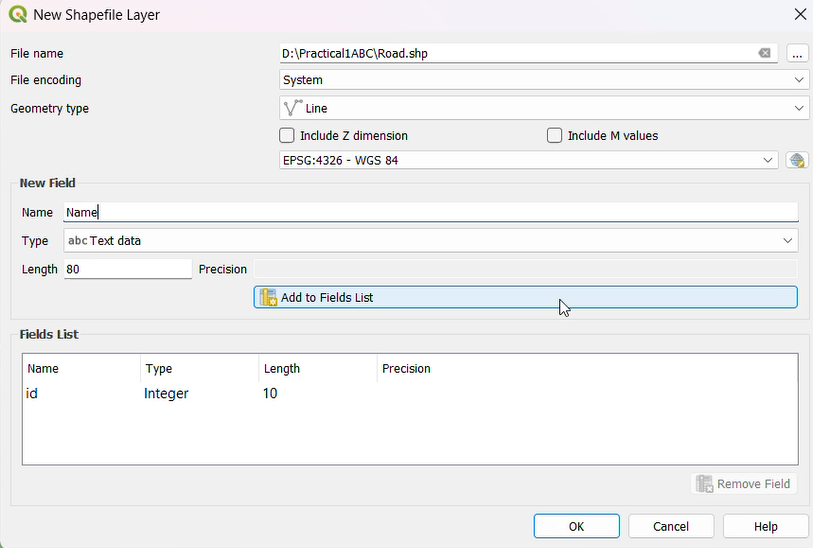 New Shapefile Layer
File name D:\Practical1ABC\Road.shp ...
File encoding System
Geometry type Line
Include Z dimension Include M values
EPSG:4326 - WGS 84
New Field
Name Name
Type abc Text data
Length 80 Precision
Add to Fields List
Fields List
Name Type Length Precision
id Integer 10
Remove Field
OK Cancel Help